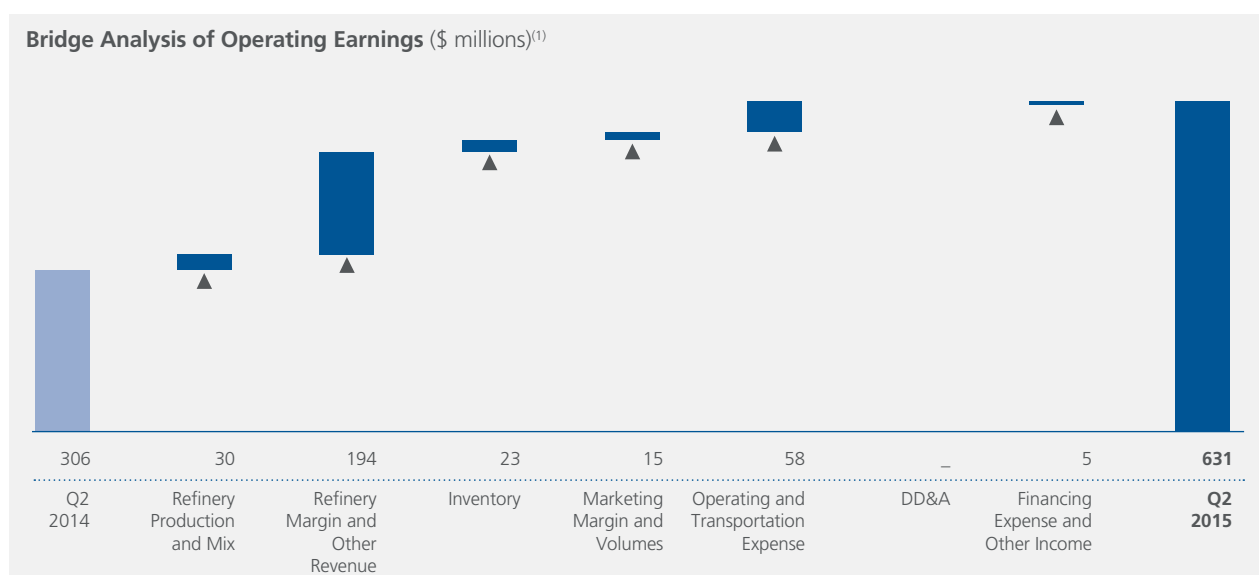 Bridge Analysis of Operating Earnings ($ millions)(1)
306 30 194 23 15 58 _ 5 631
Q2 Refinery Refinery Inventory Marketing Operating and DD&A Financing Q2
2014 Production Margin and Margin and Transportation Expense and 2015
and Mix Other Volumes Expense Other Income
Revenue